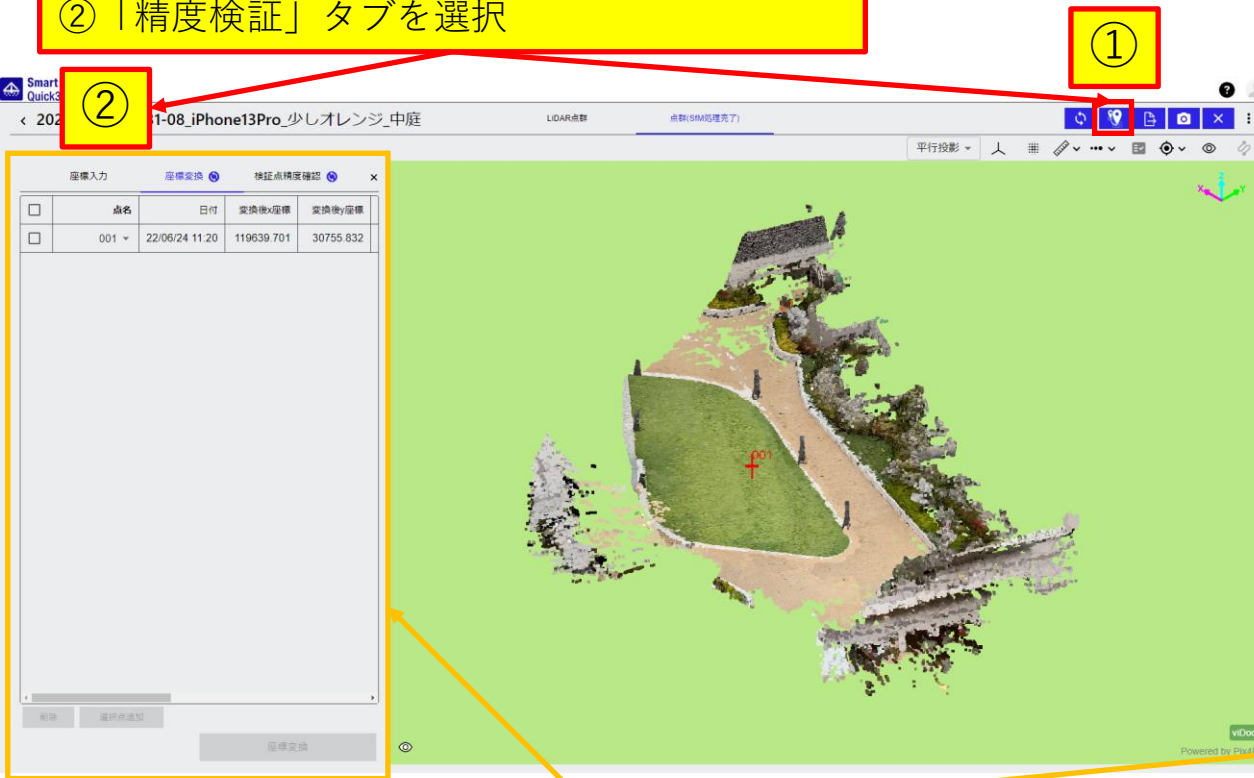 ②「精度検証」タブを選択
①
Smart
Quick3
②
< 202
31-08_iPhone13Pro_少しオレンジ_中庭
LiDAR点群
点群(SfM処理完了)
平行投影
座標入力
座標変換
検証点精度確認
×
点名
日付
変換後x座標
変換後y座標
001
22/06/24 11:20
119639.701
30755.832
001
Z
X
Y
削除
選択点追加
座標変換
viDoc
Powered by Pix4